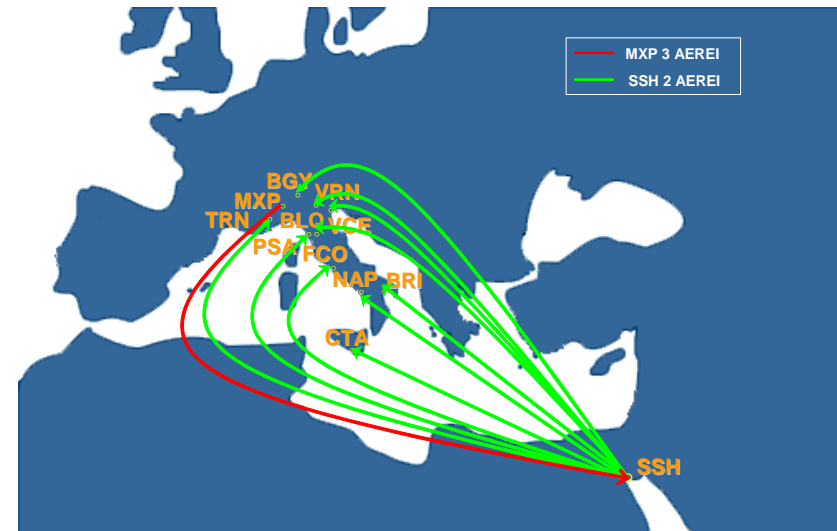 MXP 3 AEREI
SSH 2 AEREI
BGY
MXP
VRN
TRN
BLQ
VCE
PSA
FCO
NAP
BRI
CTA
SSH